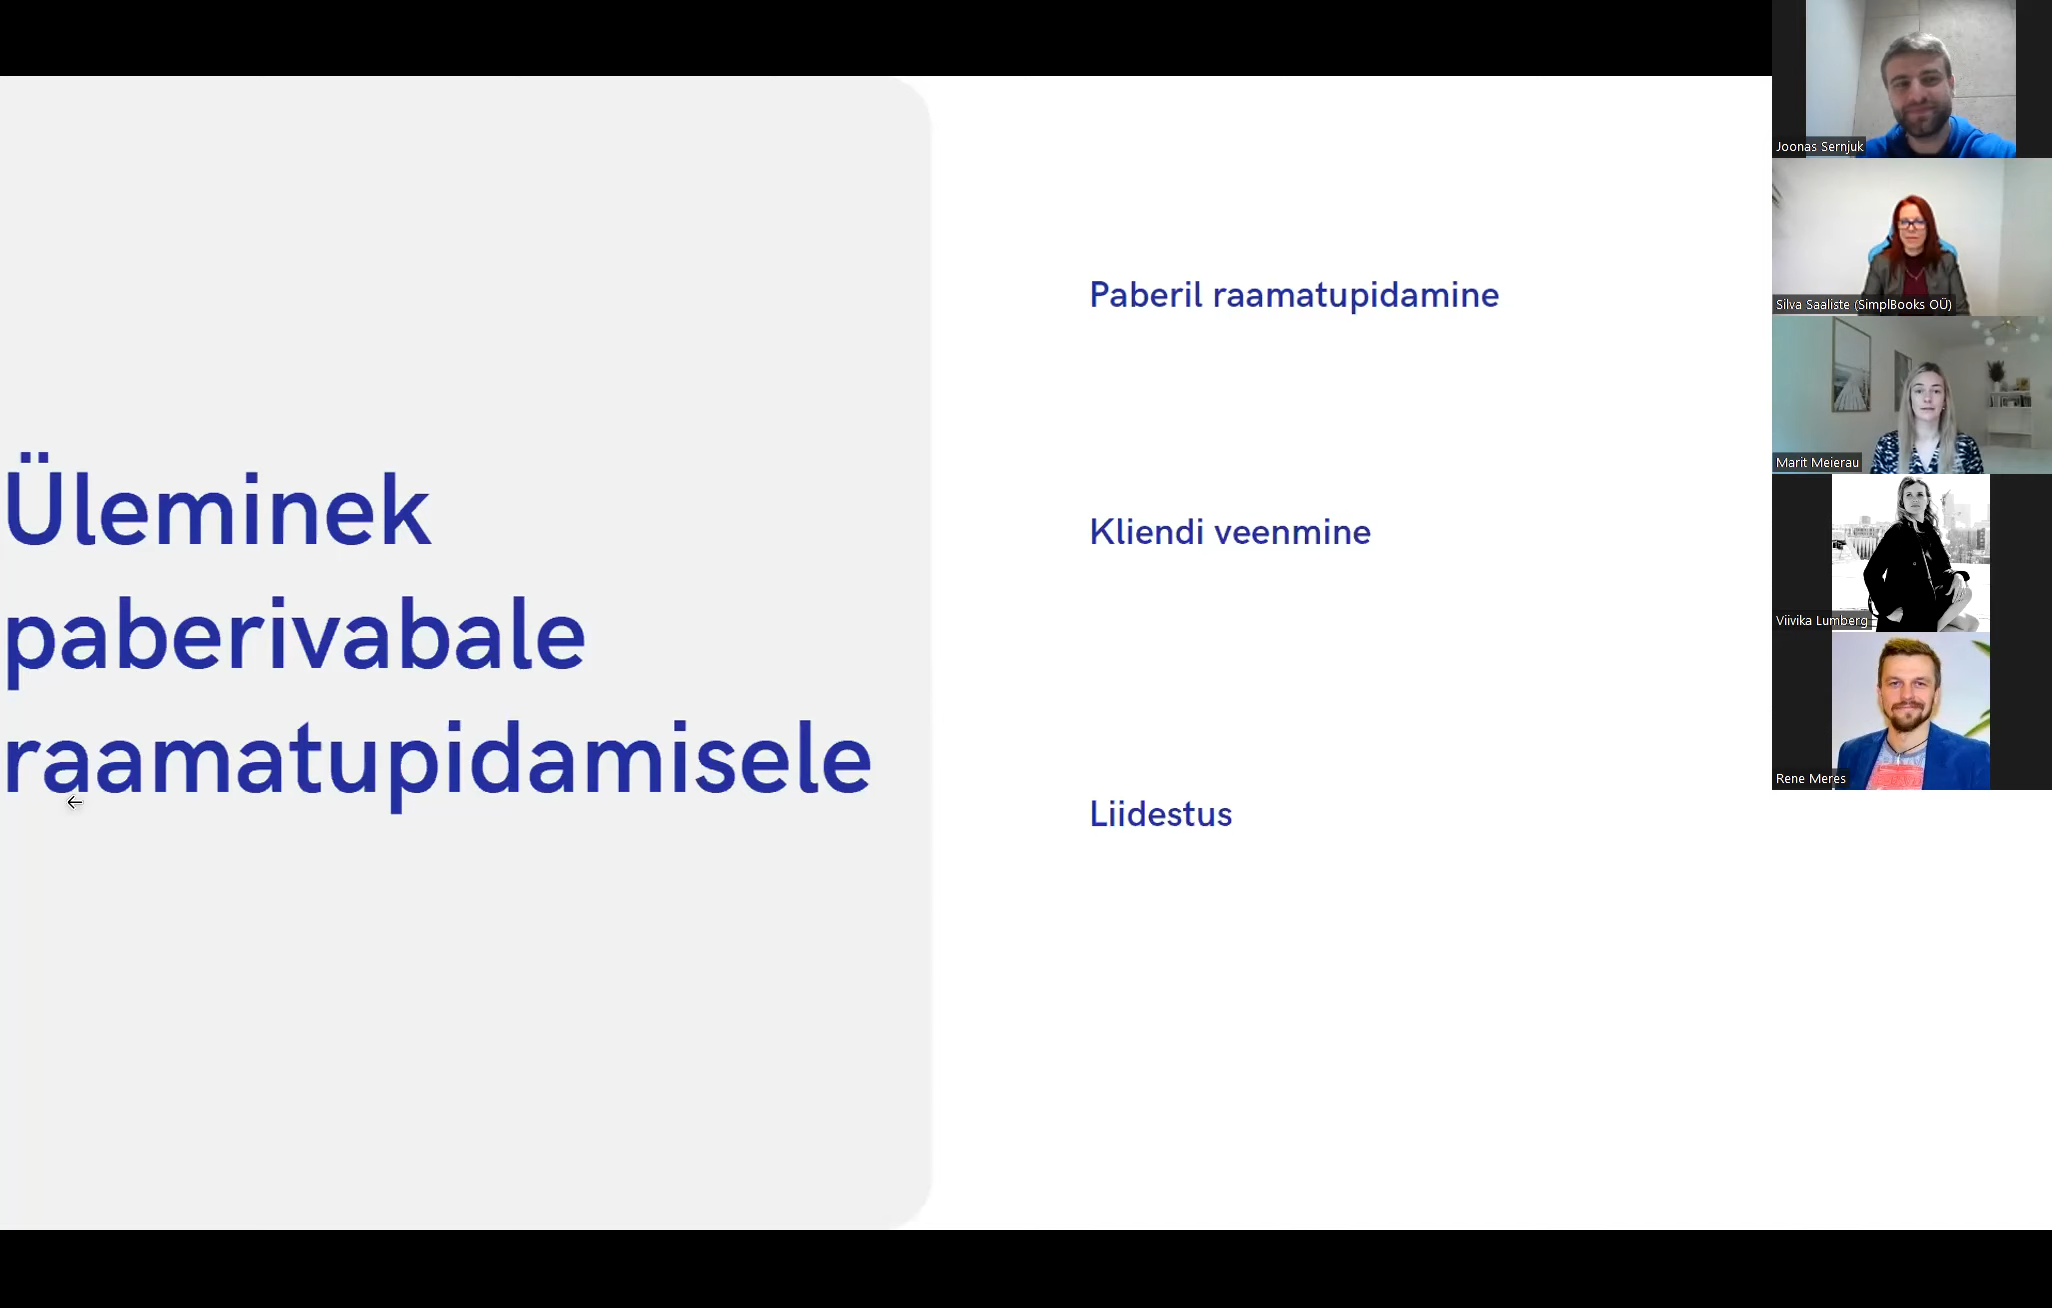 Üleminek
paberivabale
raamatupidamisele
Paberil raamatupidamine
Kliendi veenmine
Liidestus
Joonas Sernjuk
Silva Saaliste (SimplBooks OÜ)
Marit Meierau
Viivika Lumberg
Rene Meres